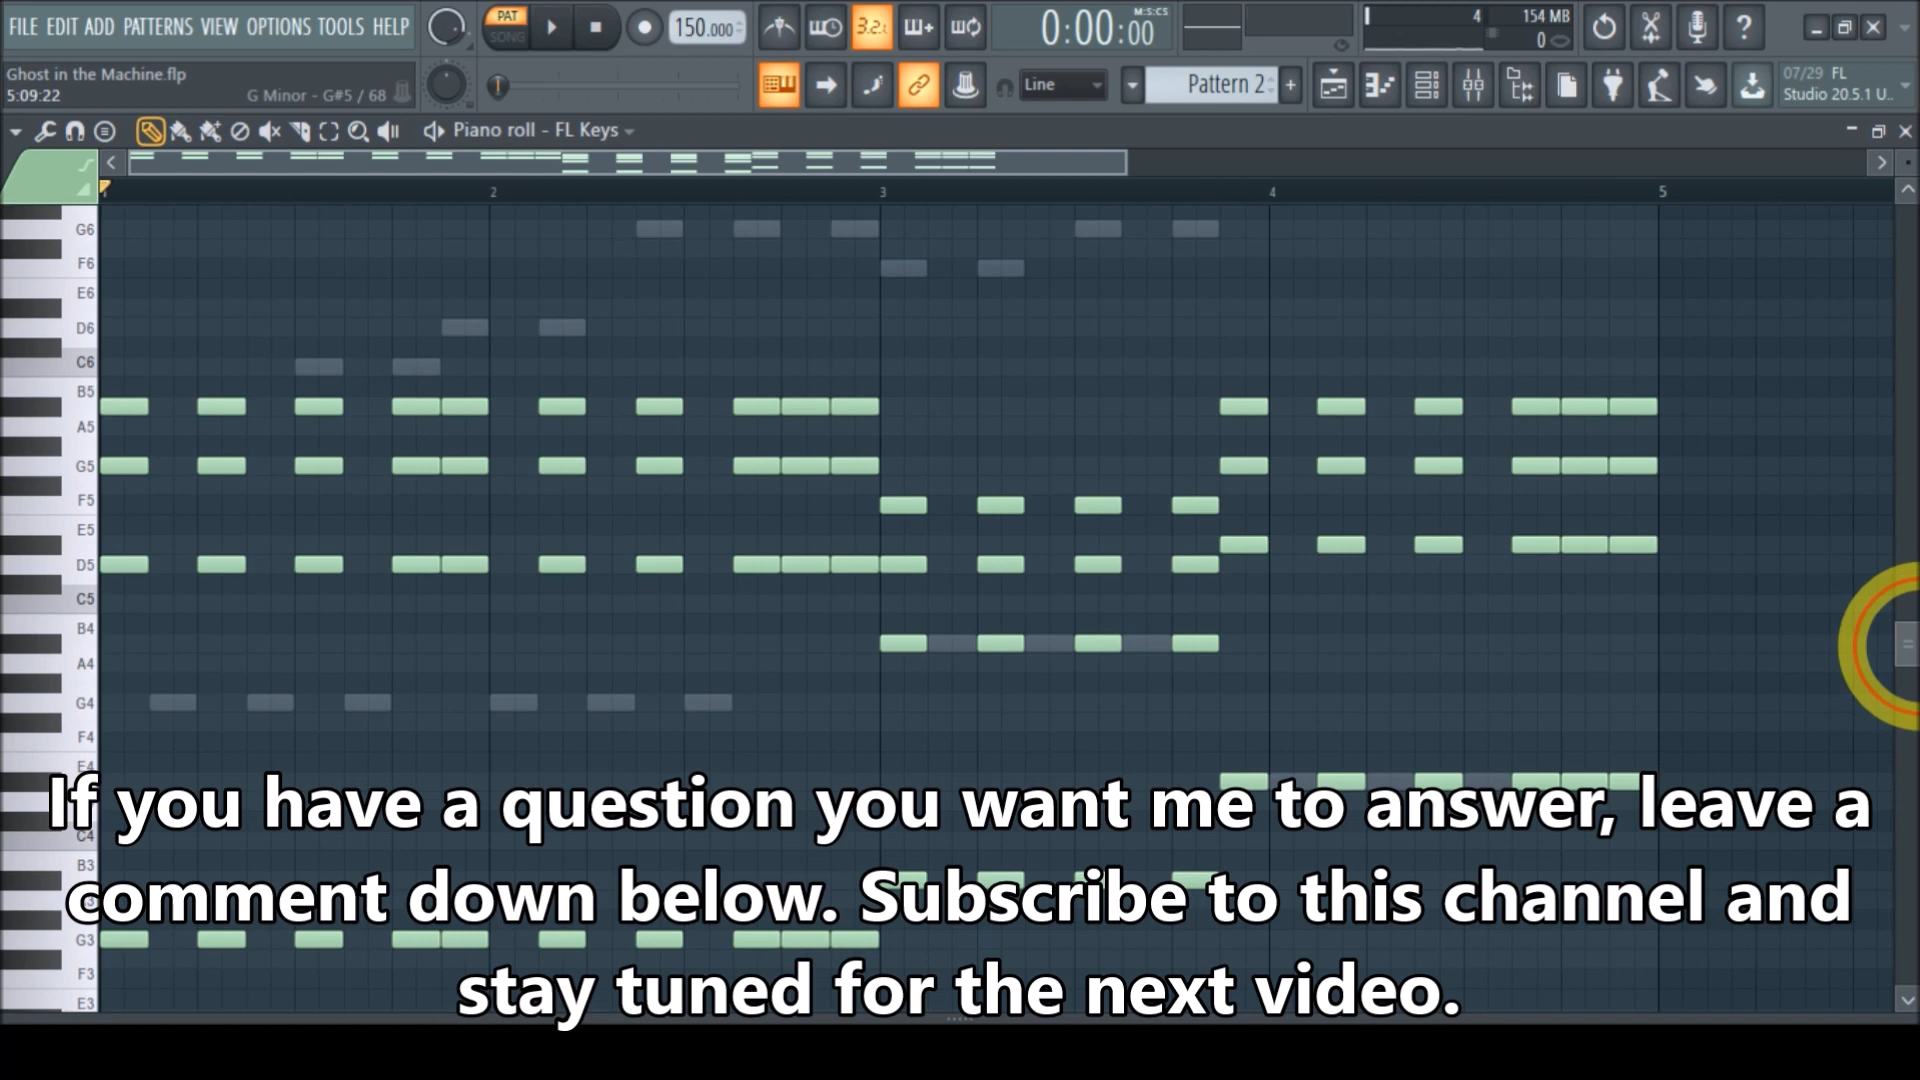 FILE EDIT ADD PATTERNS VIEW OPTIONS TOOLS HELP
PAT
SONG
150.000
3.2.
0:00:00
M:S:CS
4
154 MB
0
?
Ghost in the Machine.flp
5:09:22
G Minor - G#5 / 68
Line
Pattern 2
+
07/29 FL
Studio 20.5.1 U..
Piano roll - FL Keys
2
3
4
5
G6
F6
E6
D6
C6
B5
A5
G5
F5
E5
D5
C5
B4
A4
G4
F4
E4
C4
B3
G3
F3
E3
If you have a question you want me to answer, leave a
comment down below. Subscribe to this channel and
stay tuned for the next video.